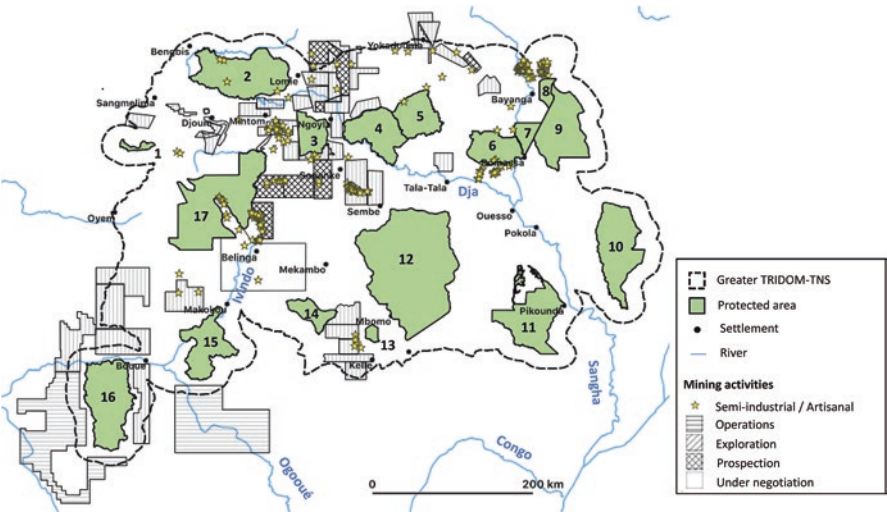 Yokadouma
Bengbis
2
Lomie
Bayanga
8
Sangmelima
Djoum
Mintom
Ngoyla
3
4
5
7
9
6
Bomassa
1
Souanke
Tala-Tala
Dja
Sembe
Ouesso
17
Oyem
Pokola
10
Belinga
12
Mekambo
Ivindo
Makokou
14
Mbomo
Pikounda
11
15
13
Kelle
Booue
16
Sangha
Congo
Ogooué
0
200 km
Greater TRIDOM-TNS
Protected area
Settlement
River
Mining activities
Semi-industrial / Artisanal
Operations
Exploration
Prospection
Under negotiation